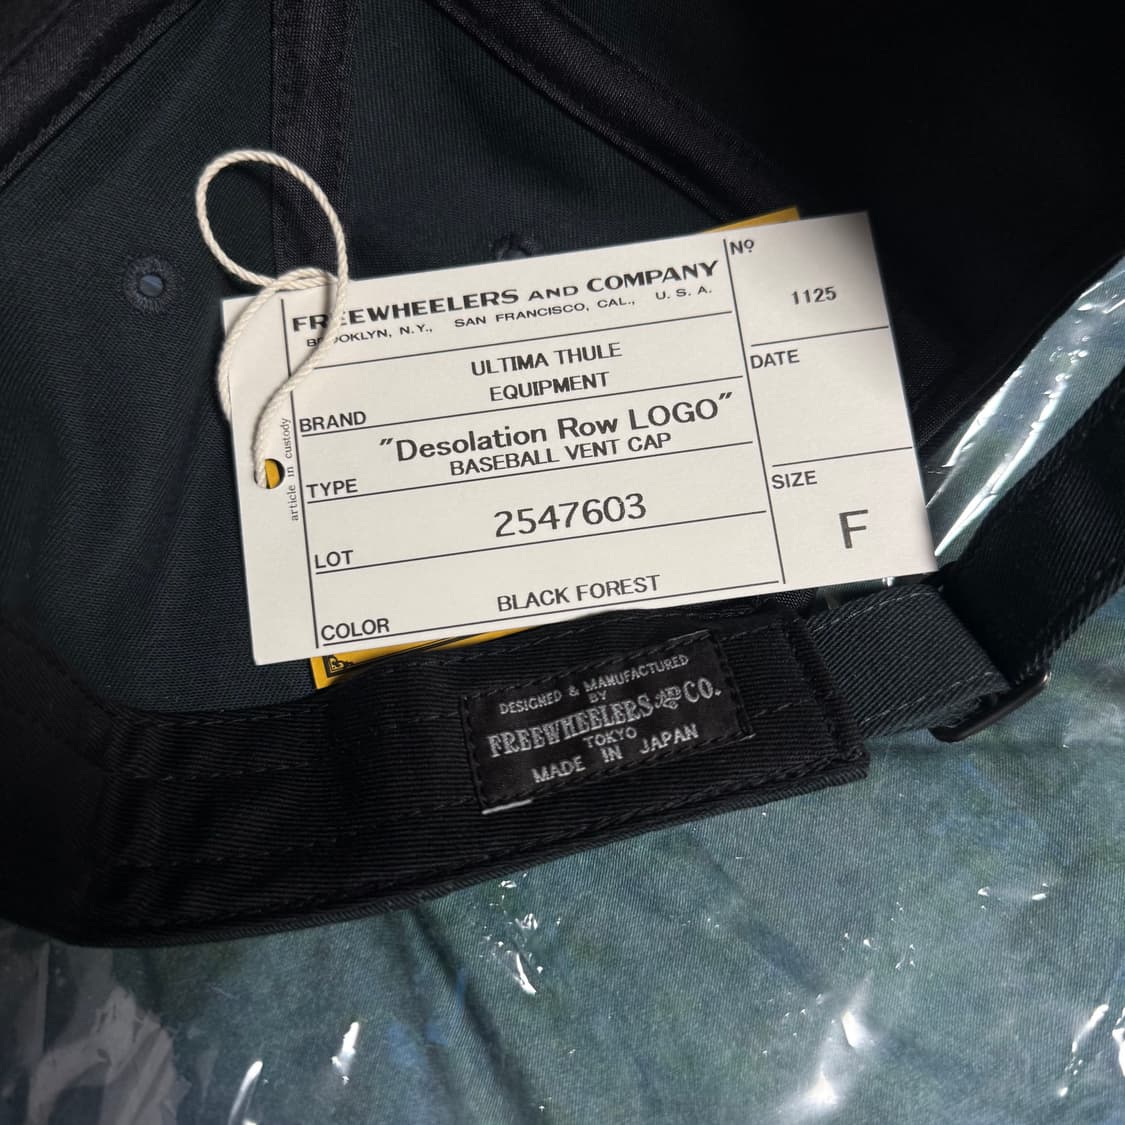 FREEWHEELERS AND COMPANY
BROOKLYN, N.Y., SAN FRANCISCO, CAL., U. S. A.
Nº
1125
BRAND
ULTIMA THULE
EQUIPMENT
DATE
TYPE
"Desolation Row LOGO"
BASEBALL VENT CAP
SIZE
F
LOT
2547603
COLOR
BLACK FOREST
article in custody
DESIGNED & MANUFACTURED
BY
FREEWHEELERS AND CO.
TOKYO
MADE IN JAPAN